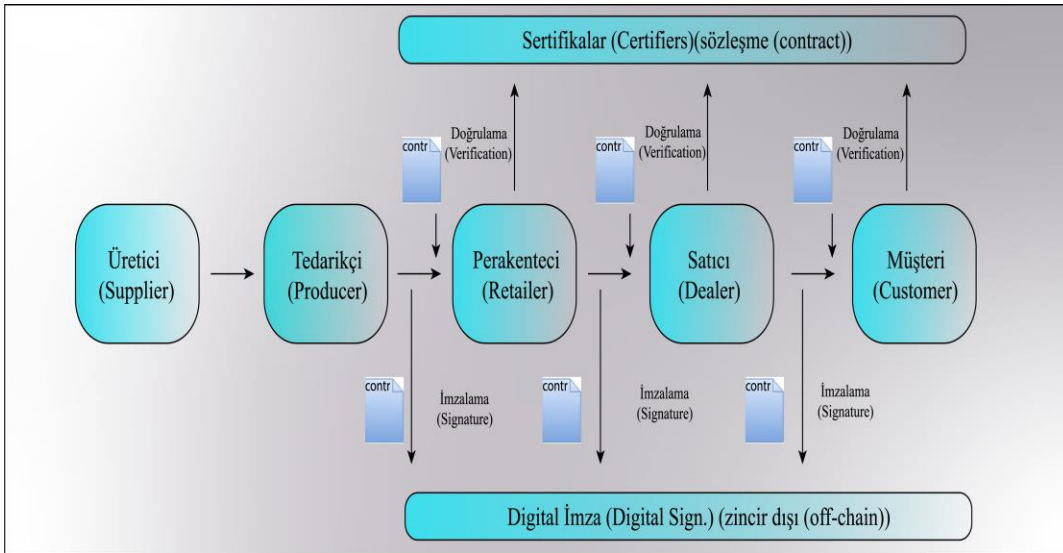 Sertifikalar (Certifiers)(sözleşme (contract))
contr
Doğrulama
(Verification)
contr
Doğrulama
(Verification)
contr
Doğrulama
(Verification)
Üretici
(Supplier)
Tedarikçi
(Producer)
Perakenteci
(Retailer)
Satıcı
(Dealer)
Müşteri
(Customer)
contr
İmzalama
(Signature)
contr
İmzalama
(Signature)
contr
İmzalama
(Signature)
Digital İmza (Digital Sign.) (zincir dışı (off-chain))